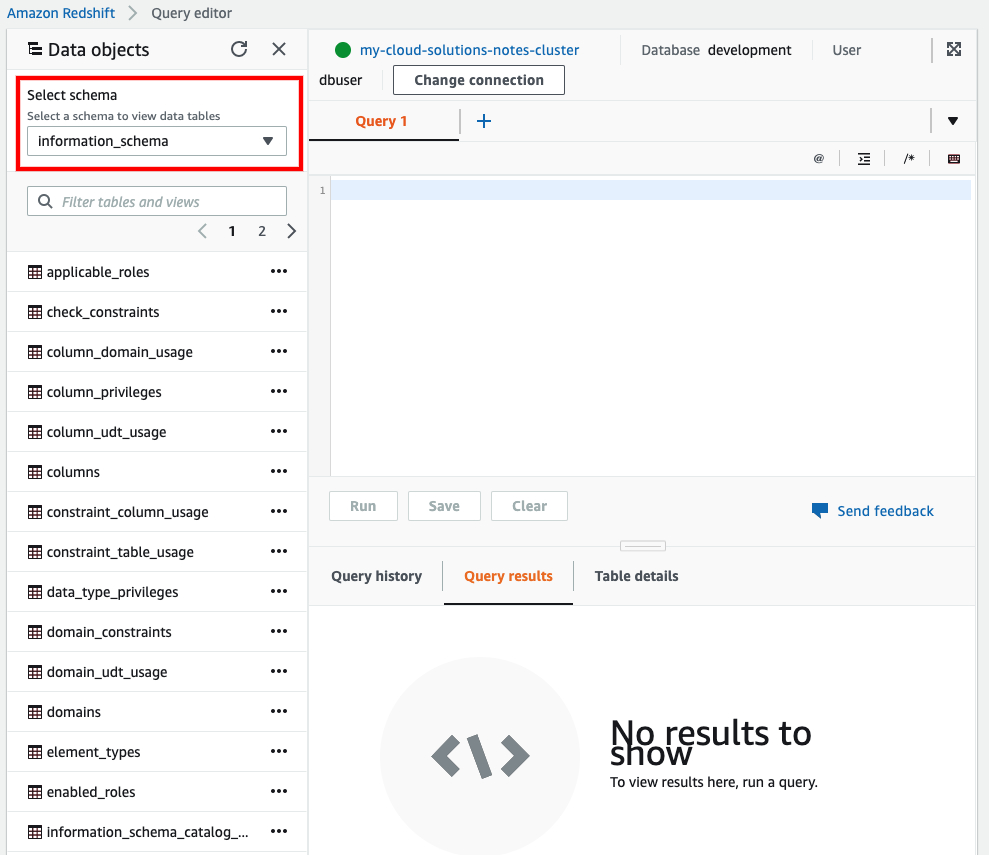 Amazon Redshift > Query editor
Data objects
Select schema
Select a schema to view data tables
information_schema
Filter tables and views
1 2
applicable_roles
check_constraints
column_domain_usage
column_privileges
column_udt_usage
columns
constraint_column_usage
constraint_table_usage
data_type_privileges
domain_constraints
domain_udt_usage
domains
element_types
enabled_roles
information_schema_catalog_...
my-cloud-solutions-notes-cluster Database development User
dbuser Change connection
Query 1 +
@ /*
1
Run Save Clear Send feedback
Query history Query results Table details
No results to
show
To view results here, run a query.